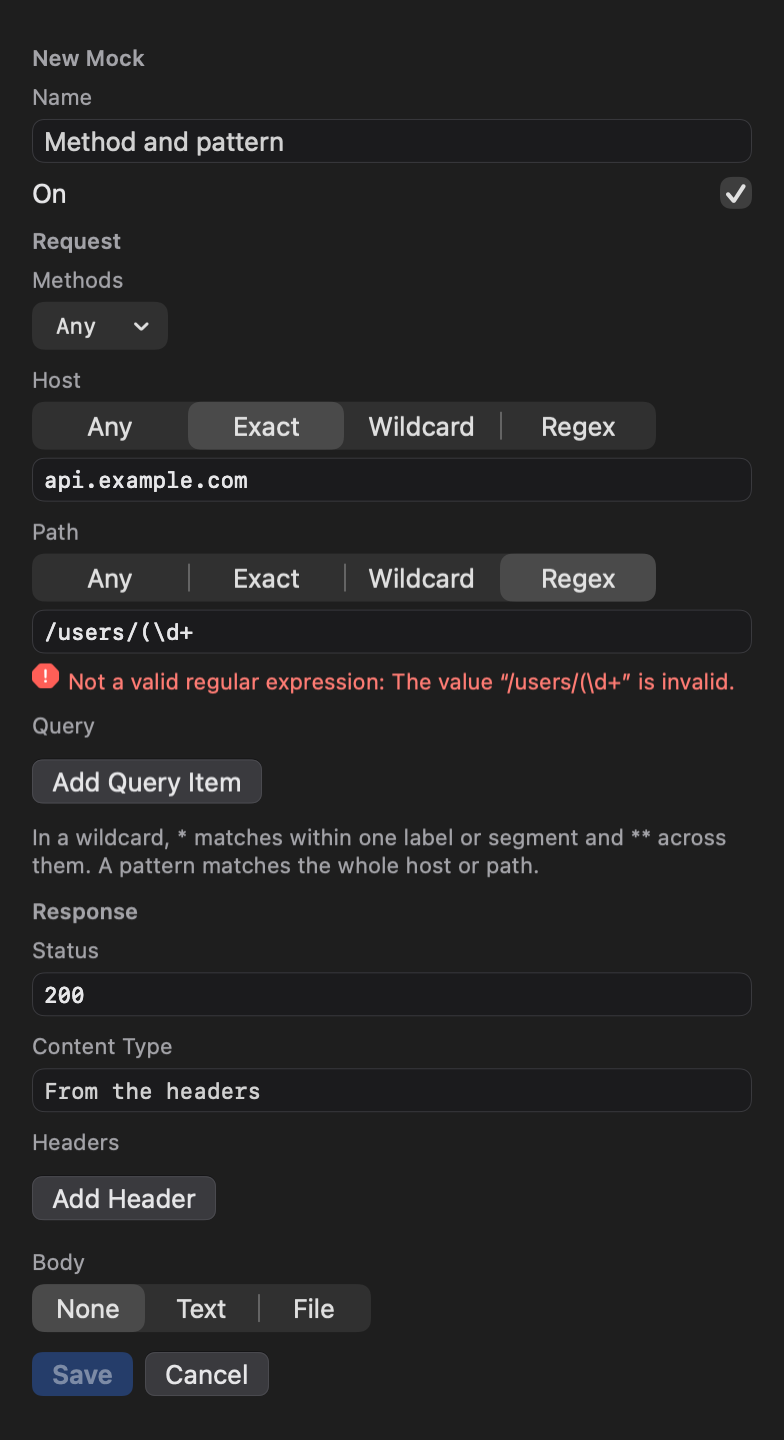 New Mock
Name
Method and pattern
On
Request
Methods
Any
Host
Any Exact Wildcard Regex
api.example.com
Path
Any Exact Wildcard Regex
/users/(\d+
Not a valid regular expression: The value “/users/(\d+” is invalid.
Query
Add Query Item
In a wildcard, * matches within one label or segment and ** across
them. A pattern matches the whole host or path.
Response
Status
200
Content Type
From the headers
Headers
Add Header
Body
None Text File
Save Cancel